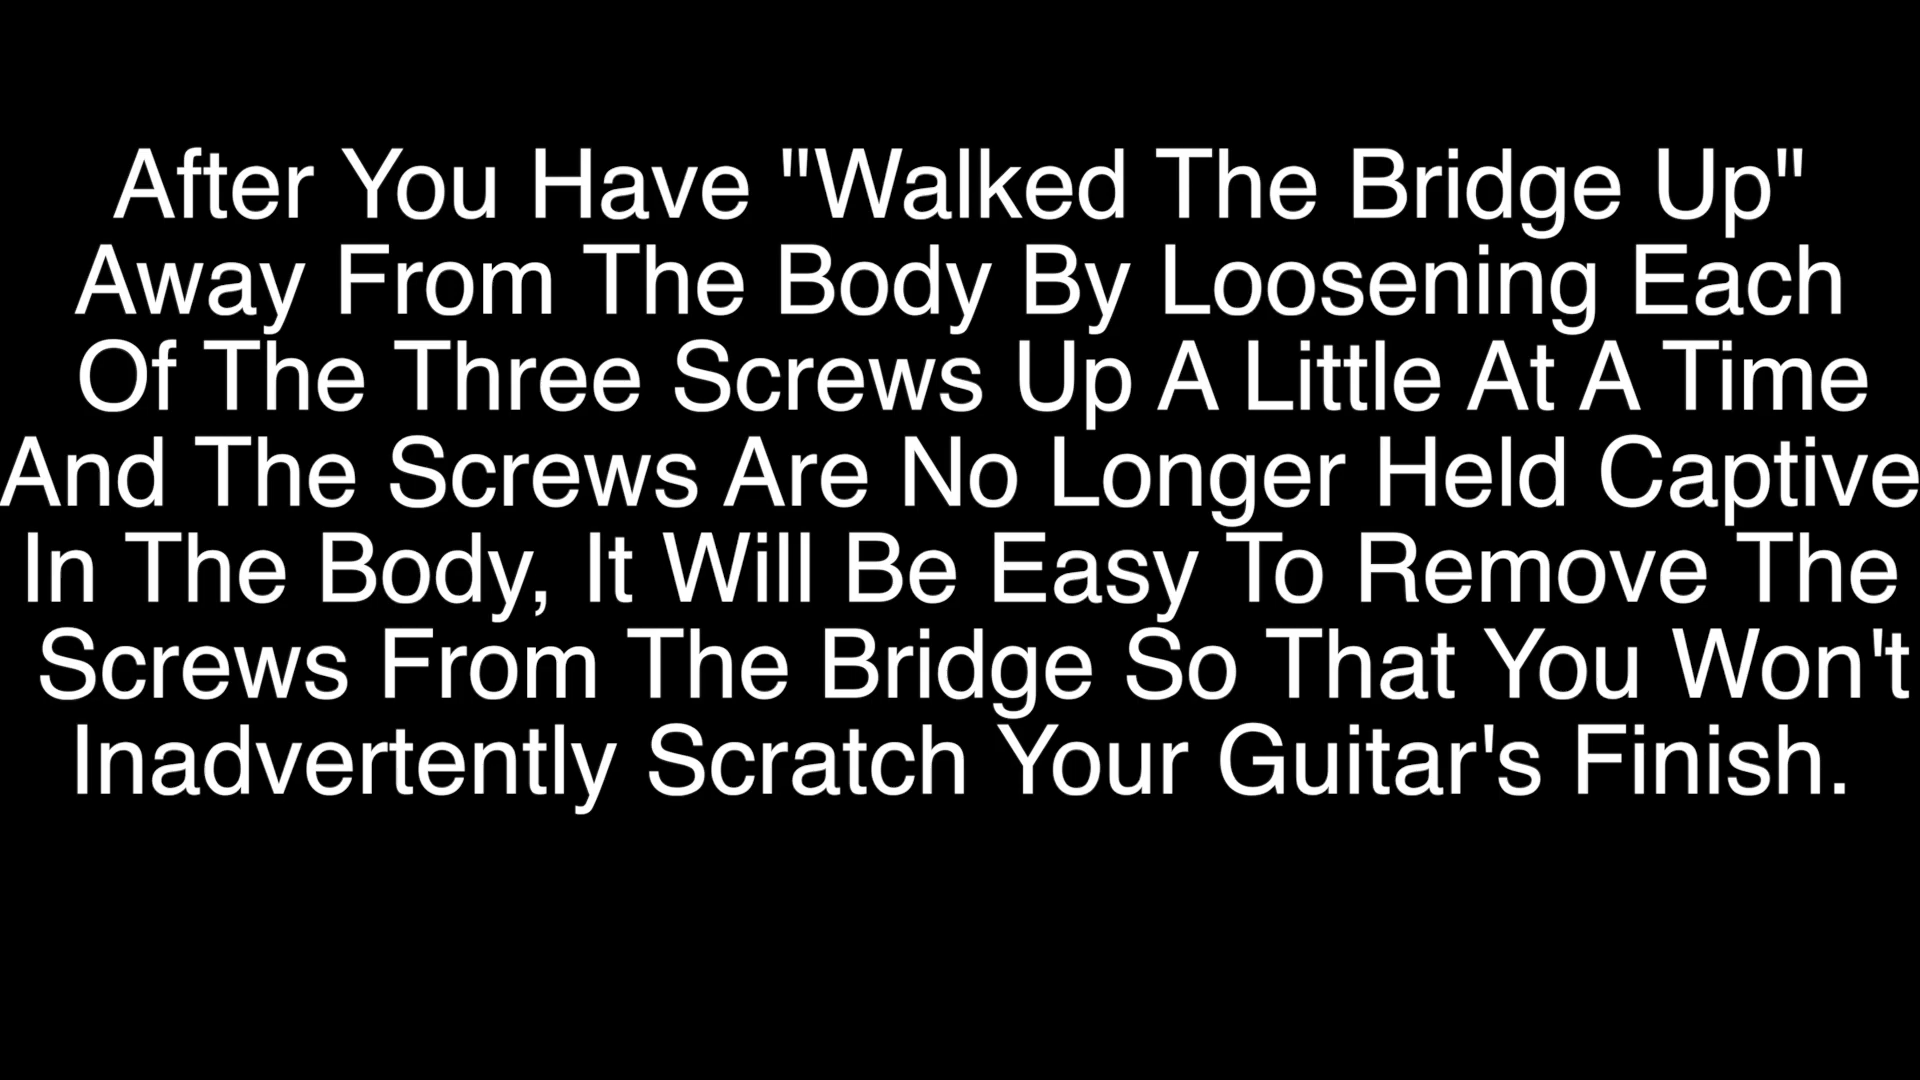 After You Have "Walked The Bridge Up"
Away From The Body By Loosening Each
Of The Three Screws Up A Little At A Time
And The Screws Are No Longer Held Captive
In The Body, It Will Be Easy To Remove The
Screws From The Bridge So That You Won't
Inadvertently Scratch Your Guitar's Finish.